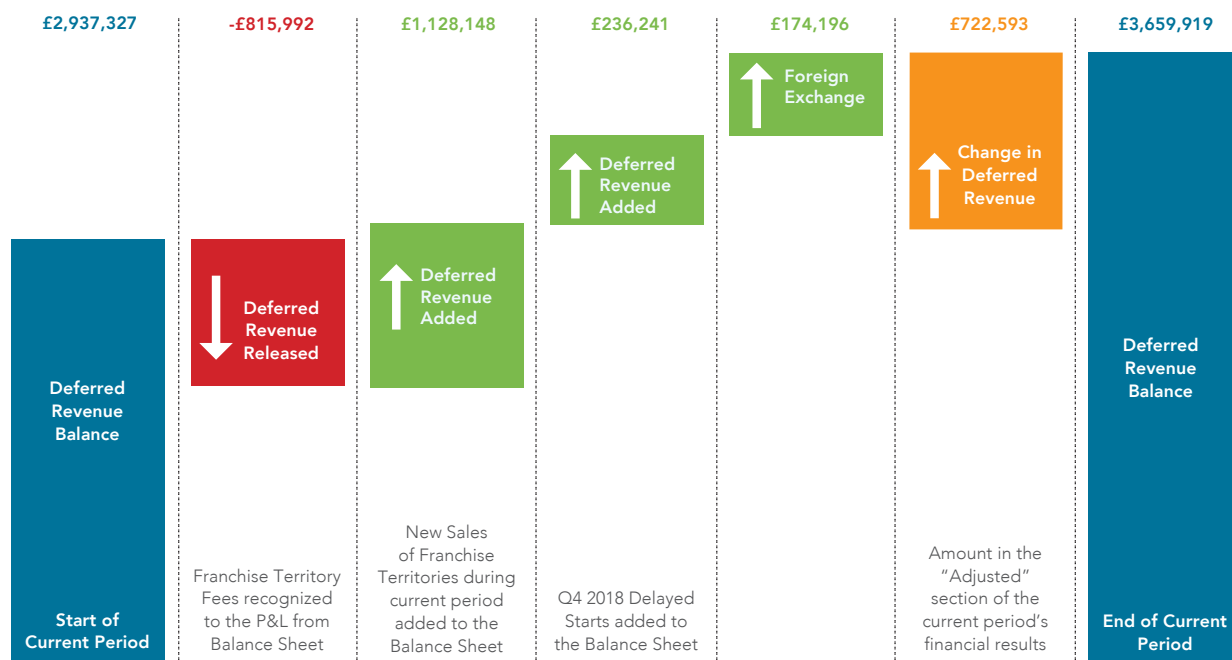 £2,937,327
Deferred
Revenue
Balance
Start of
Current Period
-£815,992
Deferred
Revenue
Released
Franchise Territory
Fees recognized
to the P&L from
Balance Sheet
£1,128,148
Deferred
Revenue
Added
New Sales
of Franchise
Territories during
current period
added to the
Balance Sheet
£236,241
Deferred
Revenue
Added
Q4 2018 Delayed
Starts added to
the Balance Sheet
£174,196
Foreign
Exchange
£722,593
Change in
Deferred
Revenue
Amount in the
“Adjusted”
section of the
current period’s
financial results
£3,659,919
Deferred
Revenue
Balance
End of Current
Period